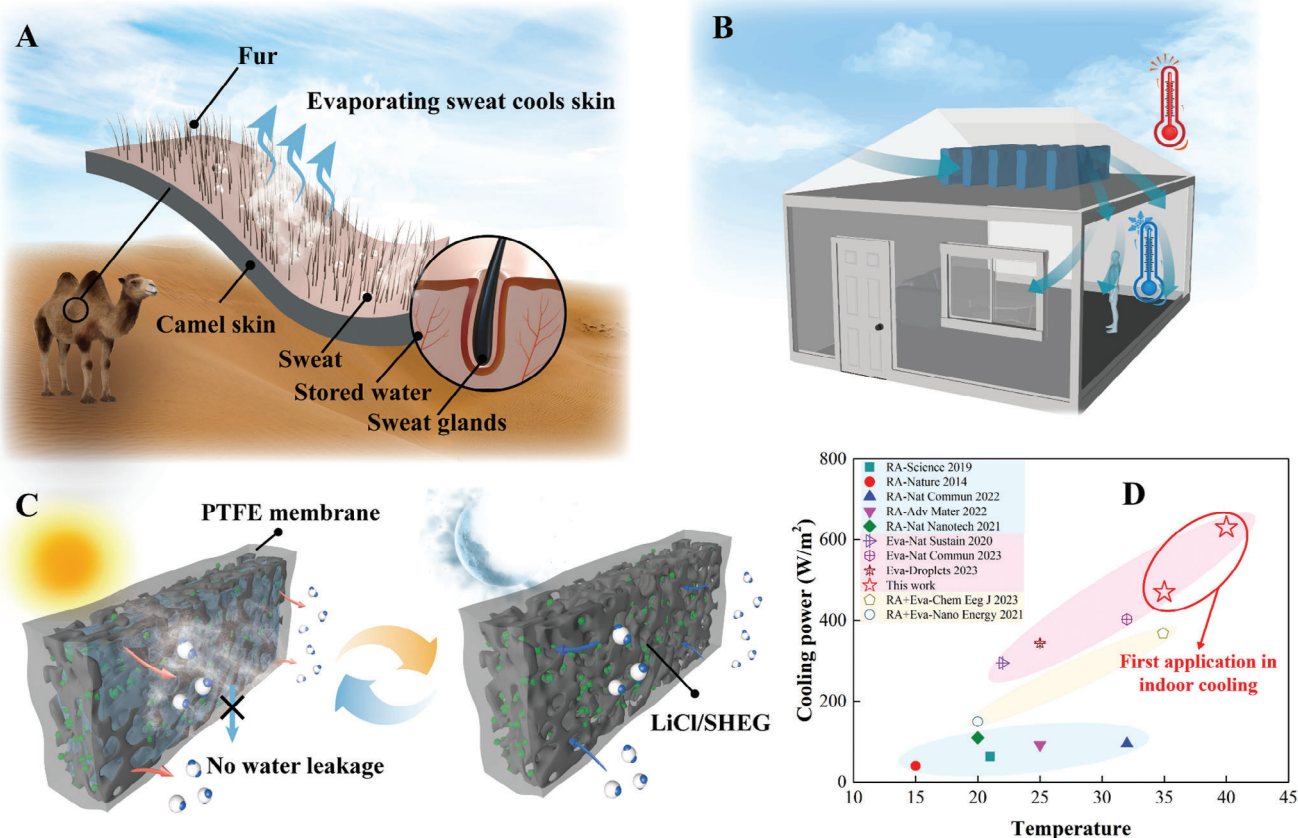 A
Fur
Evaporating sweat cools skin
Camel skin
Sweat
Stored water
Sweat glands
B
C
PTFE membrane
No water leakage
LiCl/SHEG
D
800
600
400
200
0
Cooling power (W/m²)
RA-Science 2019
RA-Nature 2014
RA-Nat Commun 2022
RA-Adv Mater 2022
RA-Nat Nanotech 2021
Eva-Nat Sustain 2020
Eva-Nat Commun 2023
Eva-Droplets 2023
This work
RA+Eva-Chem Eeg J 2023
RA+Eva-Nano Energy 2021
First application in
indoor cooling
10 15 20 25 30 35 40 45
Temperature